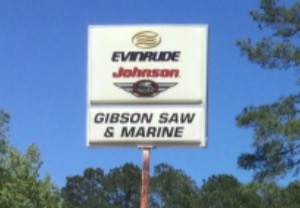 EVINRUDE
Johnson
GIBSON SAW
& MARINE